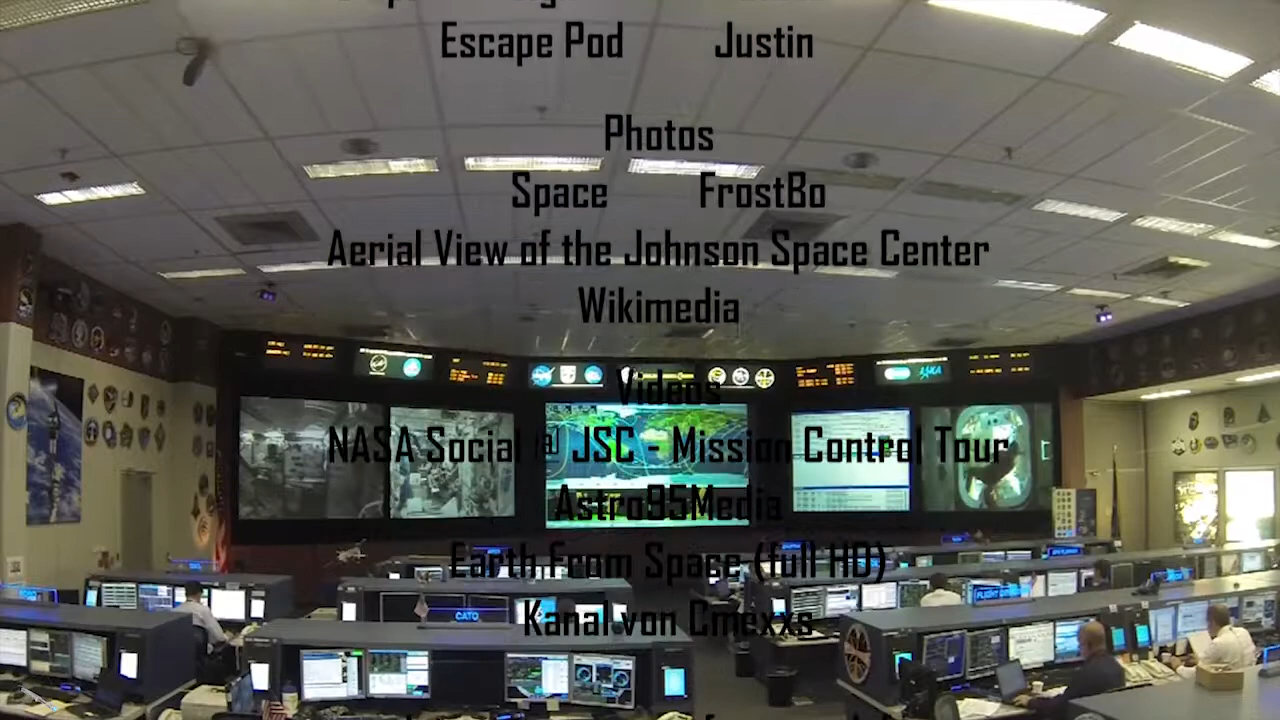 Escape Pod Justin
Photos
Space FrostBo
Aerial View of the Johnson Space Center
Wikimedia
Videos
NASA Social @ JSC - Mission Control Tour
Astro95Media
Earth From Space (full HD)
Kanal von Cmexxs
CATO